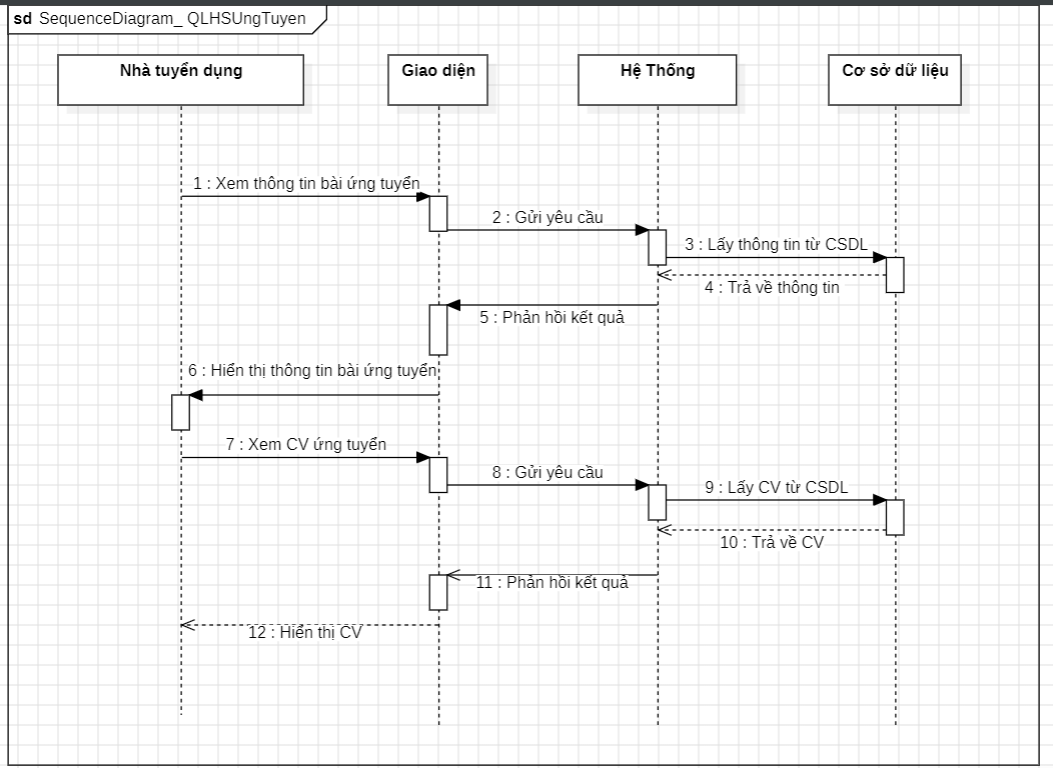 sd SequenceDiagram_ QLHSUngTuyen
Nhà tuyển dụng
Giao diện
Hệ Thống
Cơ sở dữ liệu
1 : Xem thông tin bài ứng tuyển
2 : Gửi yêu cầu
3 : Lấy thông tin từ CSDL
4 : Trả về thông tin
5 : Phản hồi kết quả
6 : Hiển thị thông tin bài ứng tuyển
7 : Xem CV ứng tuyển
8 : Gửi yêu cầu
9 : Lấy CV từ CSDL
10 : Trả về CV
11 : Phản hồi kết quả
12 : Hiển thị CV